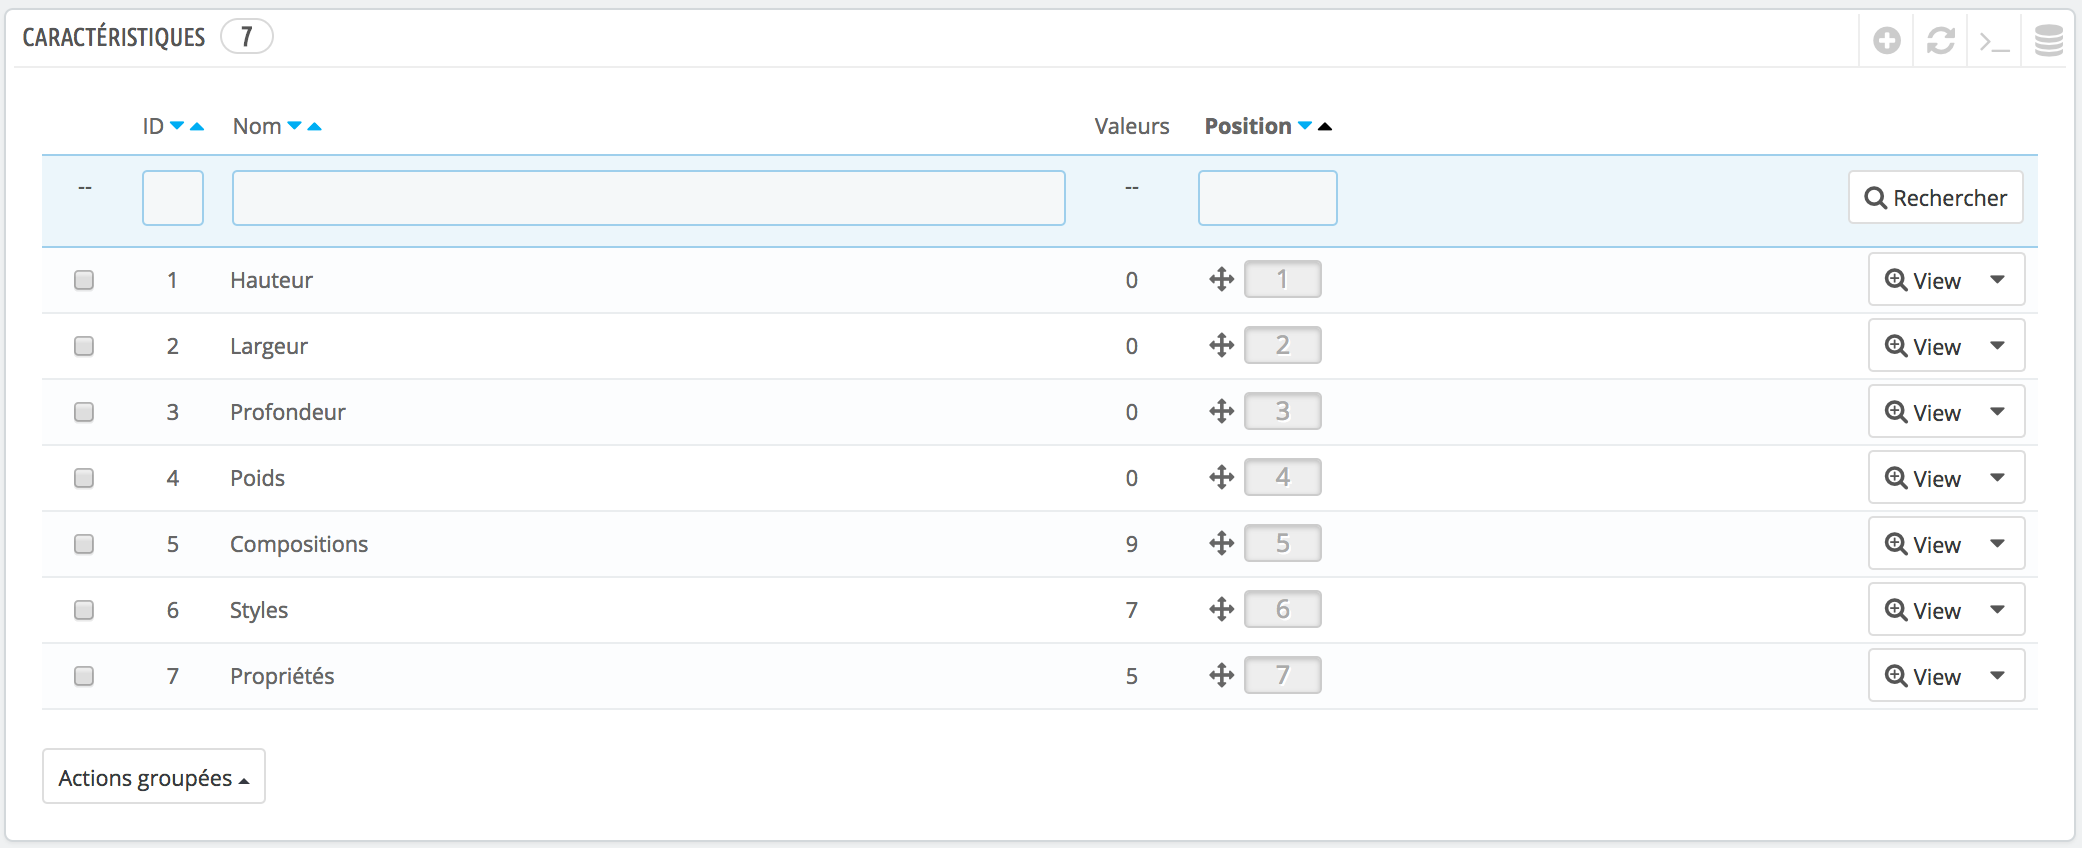 CARACTÉRISTIQUES 7
ID Nom Valeurs Position
-- -- Rechercher
1 Hauteur 0 1 View
2 Largeur 0 2 View
3 Profondeur 0 3 View
4 Poids 0 4 View
5 Compositions 9 5 View
6 Styles 7 6 View
7 Propriétés 5 7 View
Actions groupées